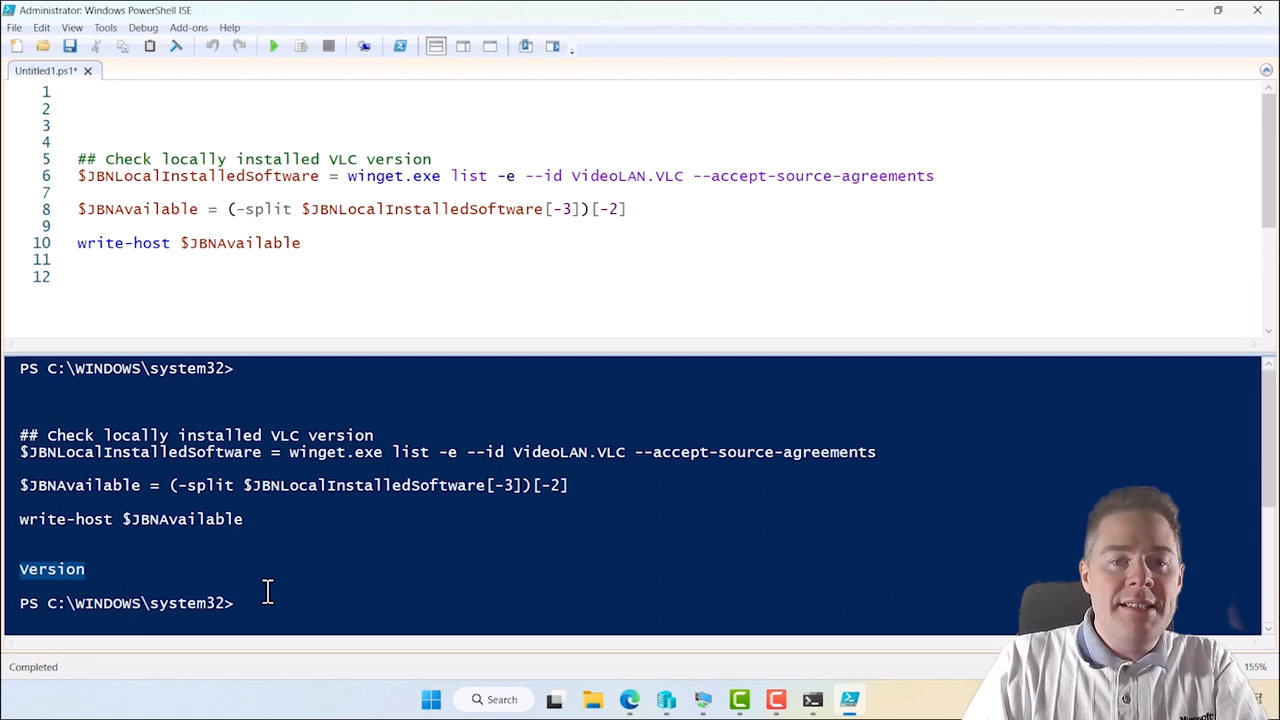 Administrator: Windows PowerShell ISE
File Edit View Tools Debug Add-ons Help
Untitled1.ps1*
1
2
3
4
5 ## Check locally installed VLC version
6 $JBNLocalInstalledSoftware = winget.exe list -e --id VideoLAN.VLC --accept-source-agreements
7
8 $JBNAvailable = (-split $JBNLocalInstalledSoftware[-3])[-2]
9
10 write-host $JBNAvailable
11
12
PS C:\WINDOWS\system32>
## Check locally installed VLC version
$JBNLocalInstalledSoftware = winget.exe list -e --id VideoLAN.VLC --accept-source-agreements
$JBNAvailable = (-split $JBNLocalInstalledSoftware[-3])[-2]
write-host $JBNAvailable
Version
PS C:\WINDOWS\system32>
Completed
155%
Search
Microsoft